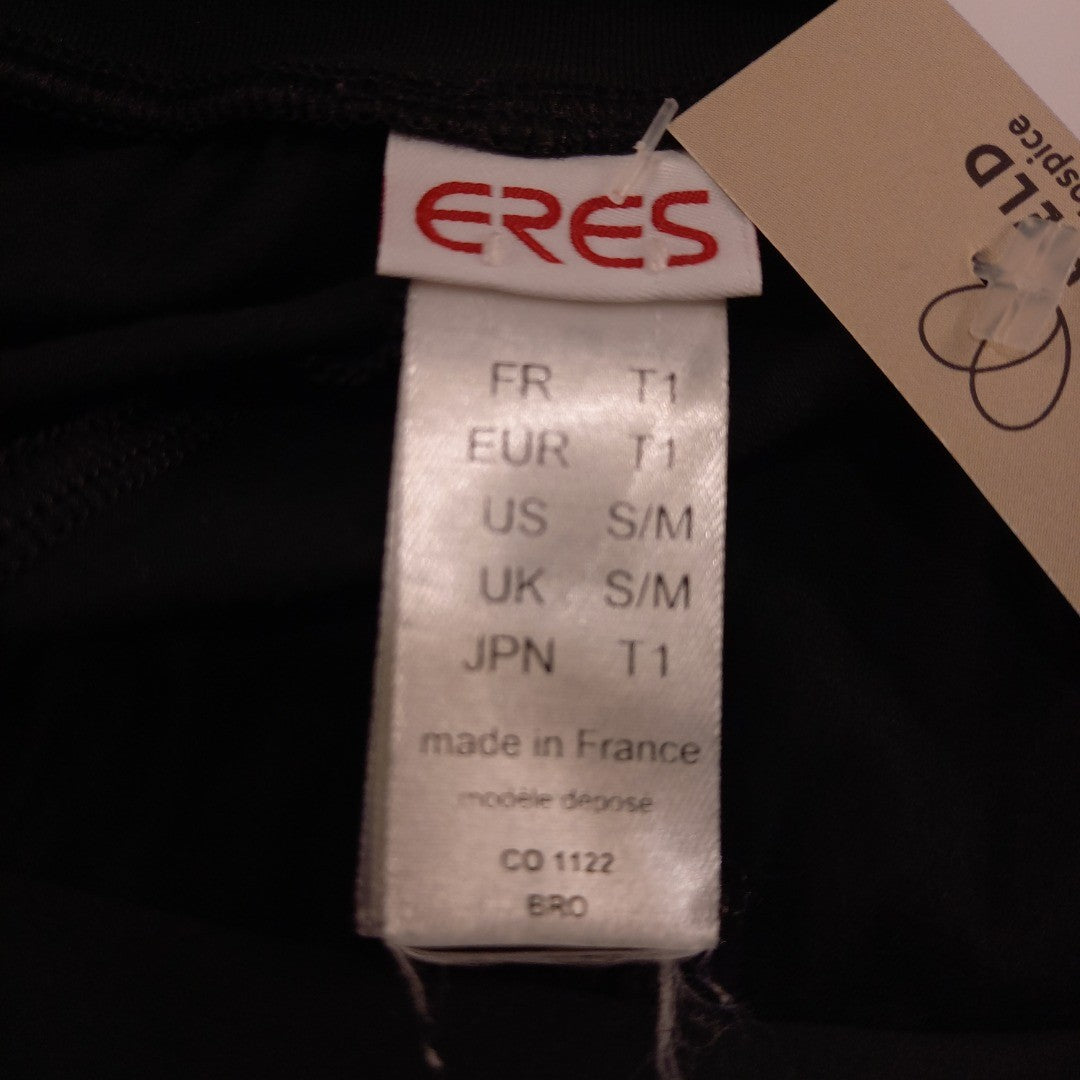 ERES
FR T1
EUR T1
US S/M
UK S/M
JPN T1
made in France
modèle déposé
CO 1122
BRO